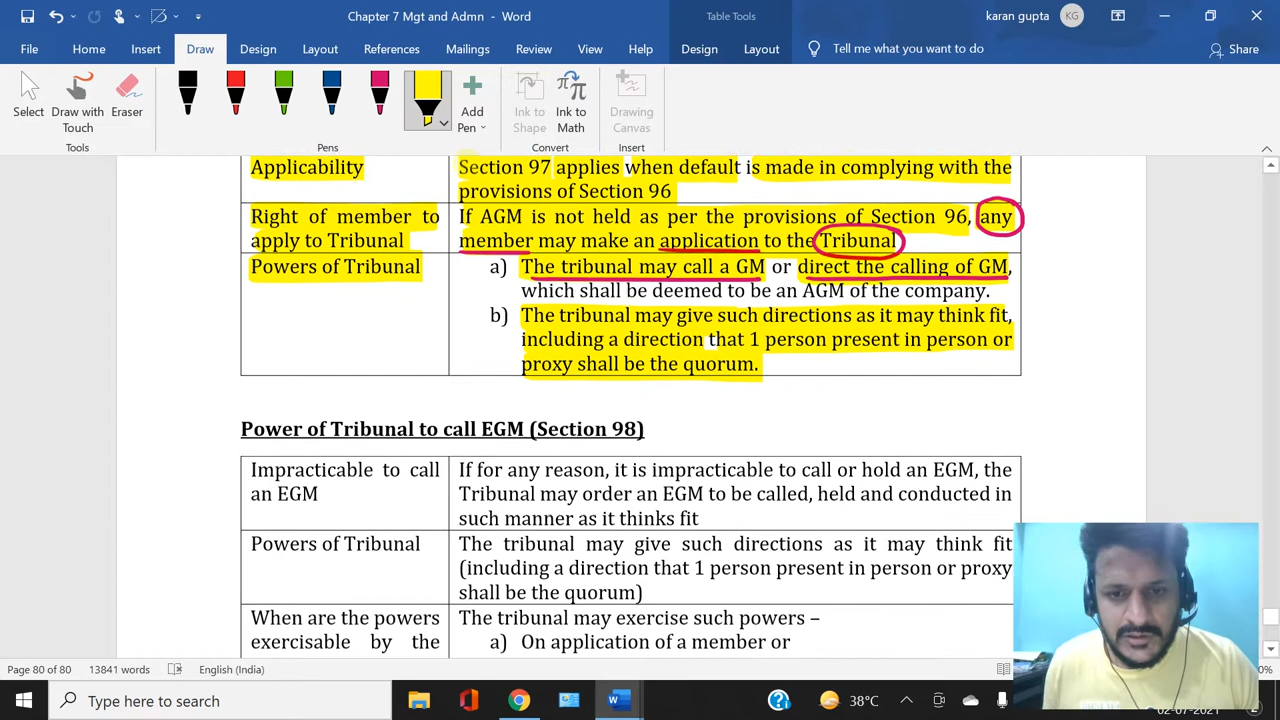 Chapter 7 Mgt and Admn - Word
Table Tools
karan gupta
KG
File
Home
Insert
Draw
Design
Layout
References
Mailings
Review
View
Help
Design
Layout
Tell me what you want to do
Share
Select
Draw with Touch
Eraser
Add Pen
Ink to Shape
Ink to Math
Drawing Canvas
Tools
Pens
Convert
Insert
Applicability
Section 97 applies when default is made in complying with the
provisions of Section 96
Right of member to
apply to Tribunal
If AGM is not held as per the provisions of Section 96, any
member may make an application to the Tribunal
Powers of Tribunal
a) The tribunal may call a GM or direct the calling of GM,
which shall be deemed to be an AGM of the company.
b) The tribunal may give such directions as it may think fit,
including a direction that 1 person present in person or
proxy shall be the quorum.
Power of Tribunal to call EGM (Section 98)
Impracticable to call
an EGM
If for any reason, it is impracticable to call or hold an EGM, the
Tribunal may order an EGM to be called, held and conducted in
such manner as it thinks fit
Powers of Tribunal
The tribunal may give such directions as it may think fit
(including a direction that 1 person present in person or proxy
shall be the quorum)
When are the powers
exercisable by the
The tribunal may exercise such powers –
a) On application of a member or
Page 80 of 80
13841 words
English (India)
0%
Type here to search
38°C
02-07-2021